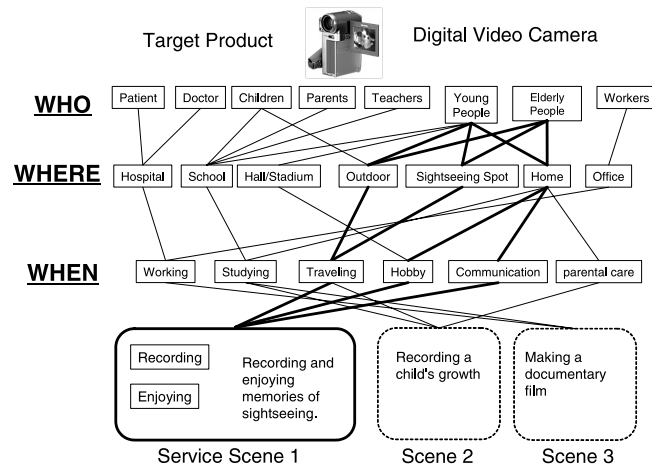 Target Product
Digital Video Camera
WHO
Patient
Doctor
Children
Parents
Teachers
Young
People
Elderly
People
Workers
WHERE
Hospital
School
Hall/Stadium
Outdoor
Sightseeing Spot
Home
Office
WHEN
Working
Studying
Traveling
Hobby
Communication
parental care
Recording
Enjoying
Recording and
enjoying
memories of
sightseeing.
Recording a
child's growth
Making a
documentary
film
Service Scene 1
Scene 2
Scene 3